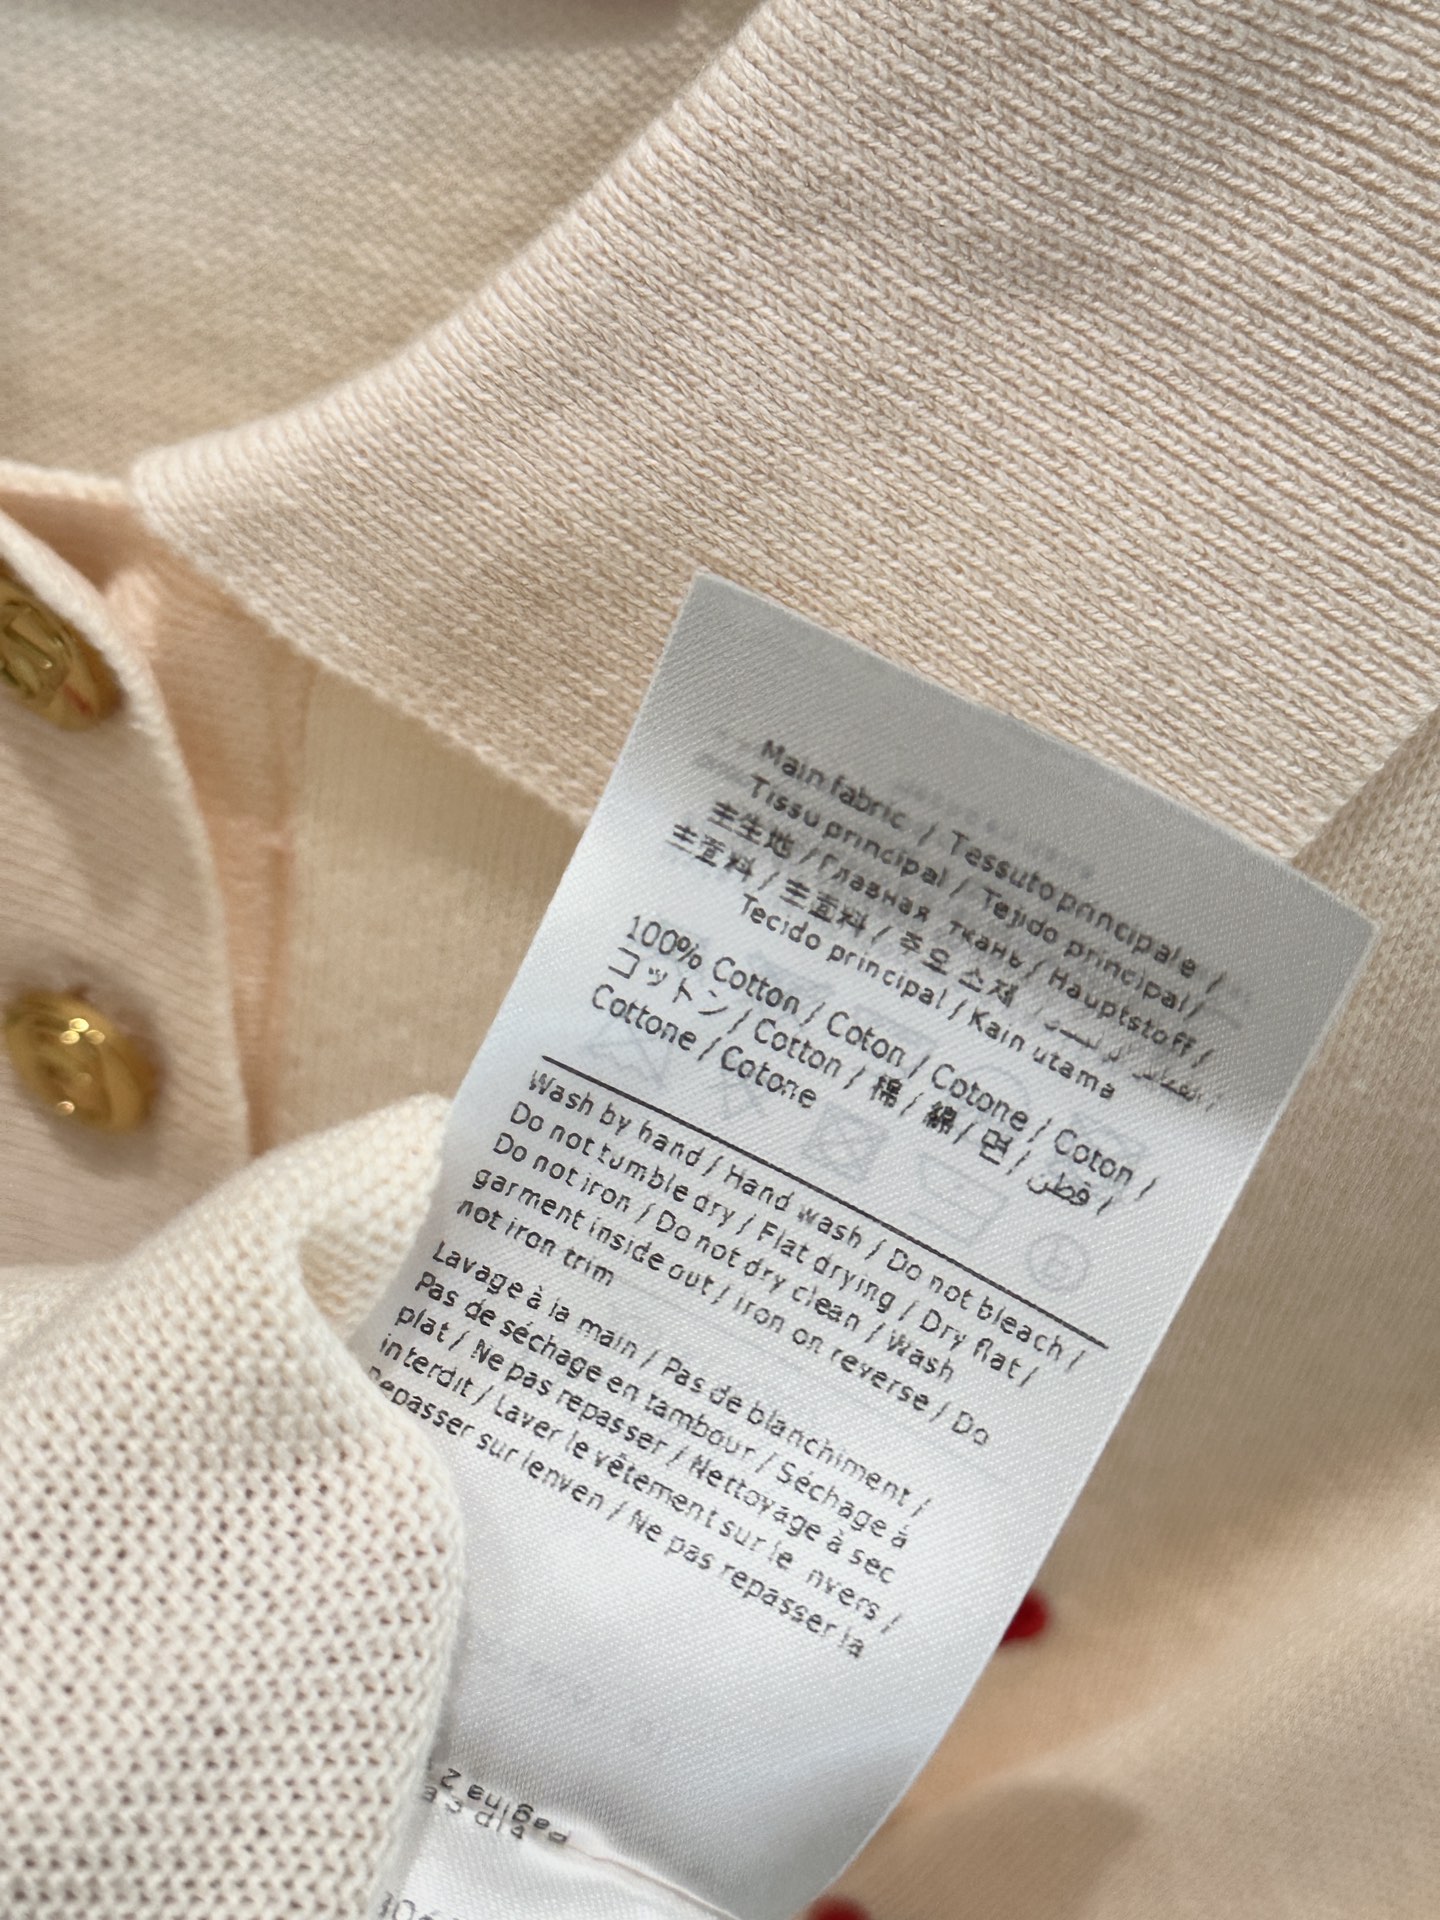 Main fabric / Tessuto principale /
Tissu principal / Tejido principal /
主生地 / Главная ткань / Hauptstoff /
主面料 / 主面料 / 주요 소재
Tecido principal / Kain utama
100% Cotton / Coton / Cotone / Coton /
コットン / Cotton / 棉 / 綿 / 면 / قطن /
Cottone / Cotone
Wash by hand / Hand wash / Do not bleach /
Do not tumble dry / Flat drying / Dry flat /
Do not iron / Do not dry clean / Wash
garment inside out / iron on reverse / Do
not iron trim
Lavage à la main / Pas de blanchiment /
Pas de séchage en tambour / Séchage à
plat / Ne pas repasser / Nettoyage à sec
interdit / Laver le vêtement sur le nvers /
Repasser sur lenven / Ne pas repasser la
Pagina 2